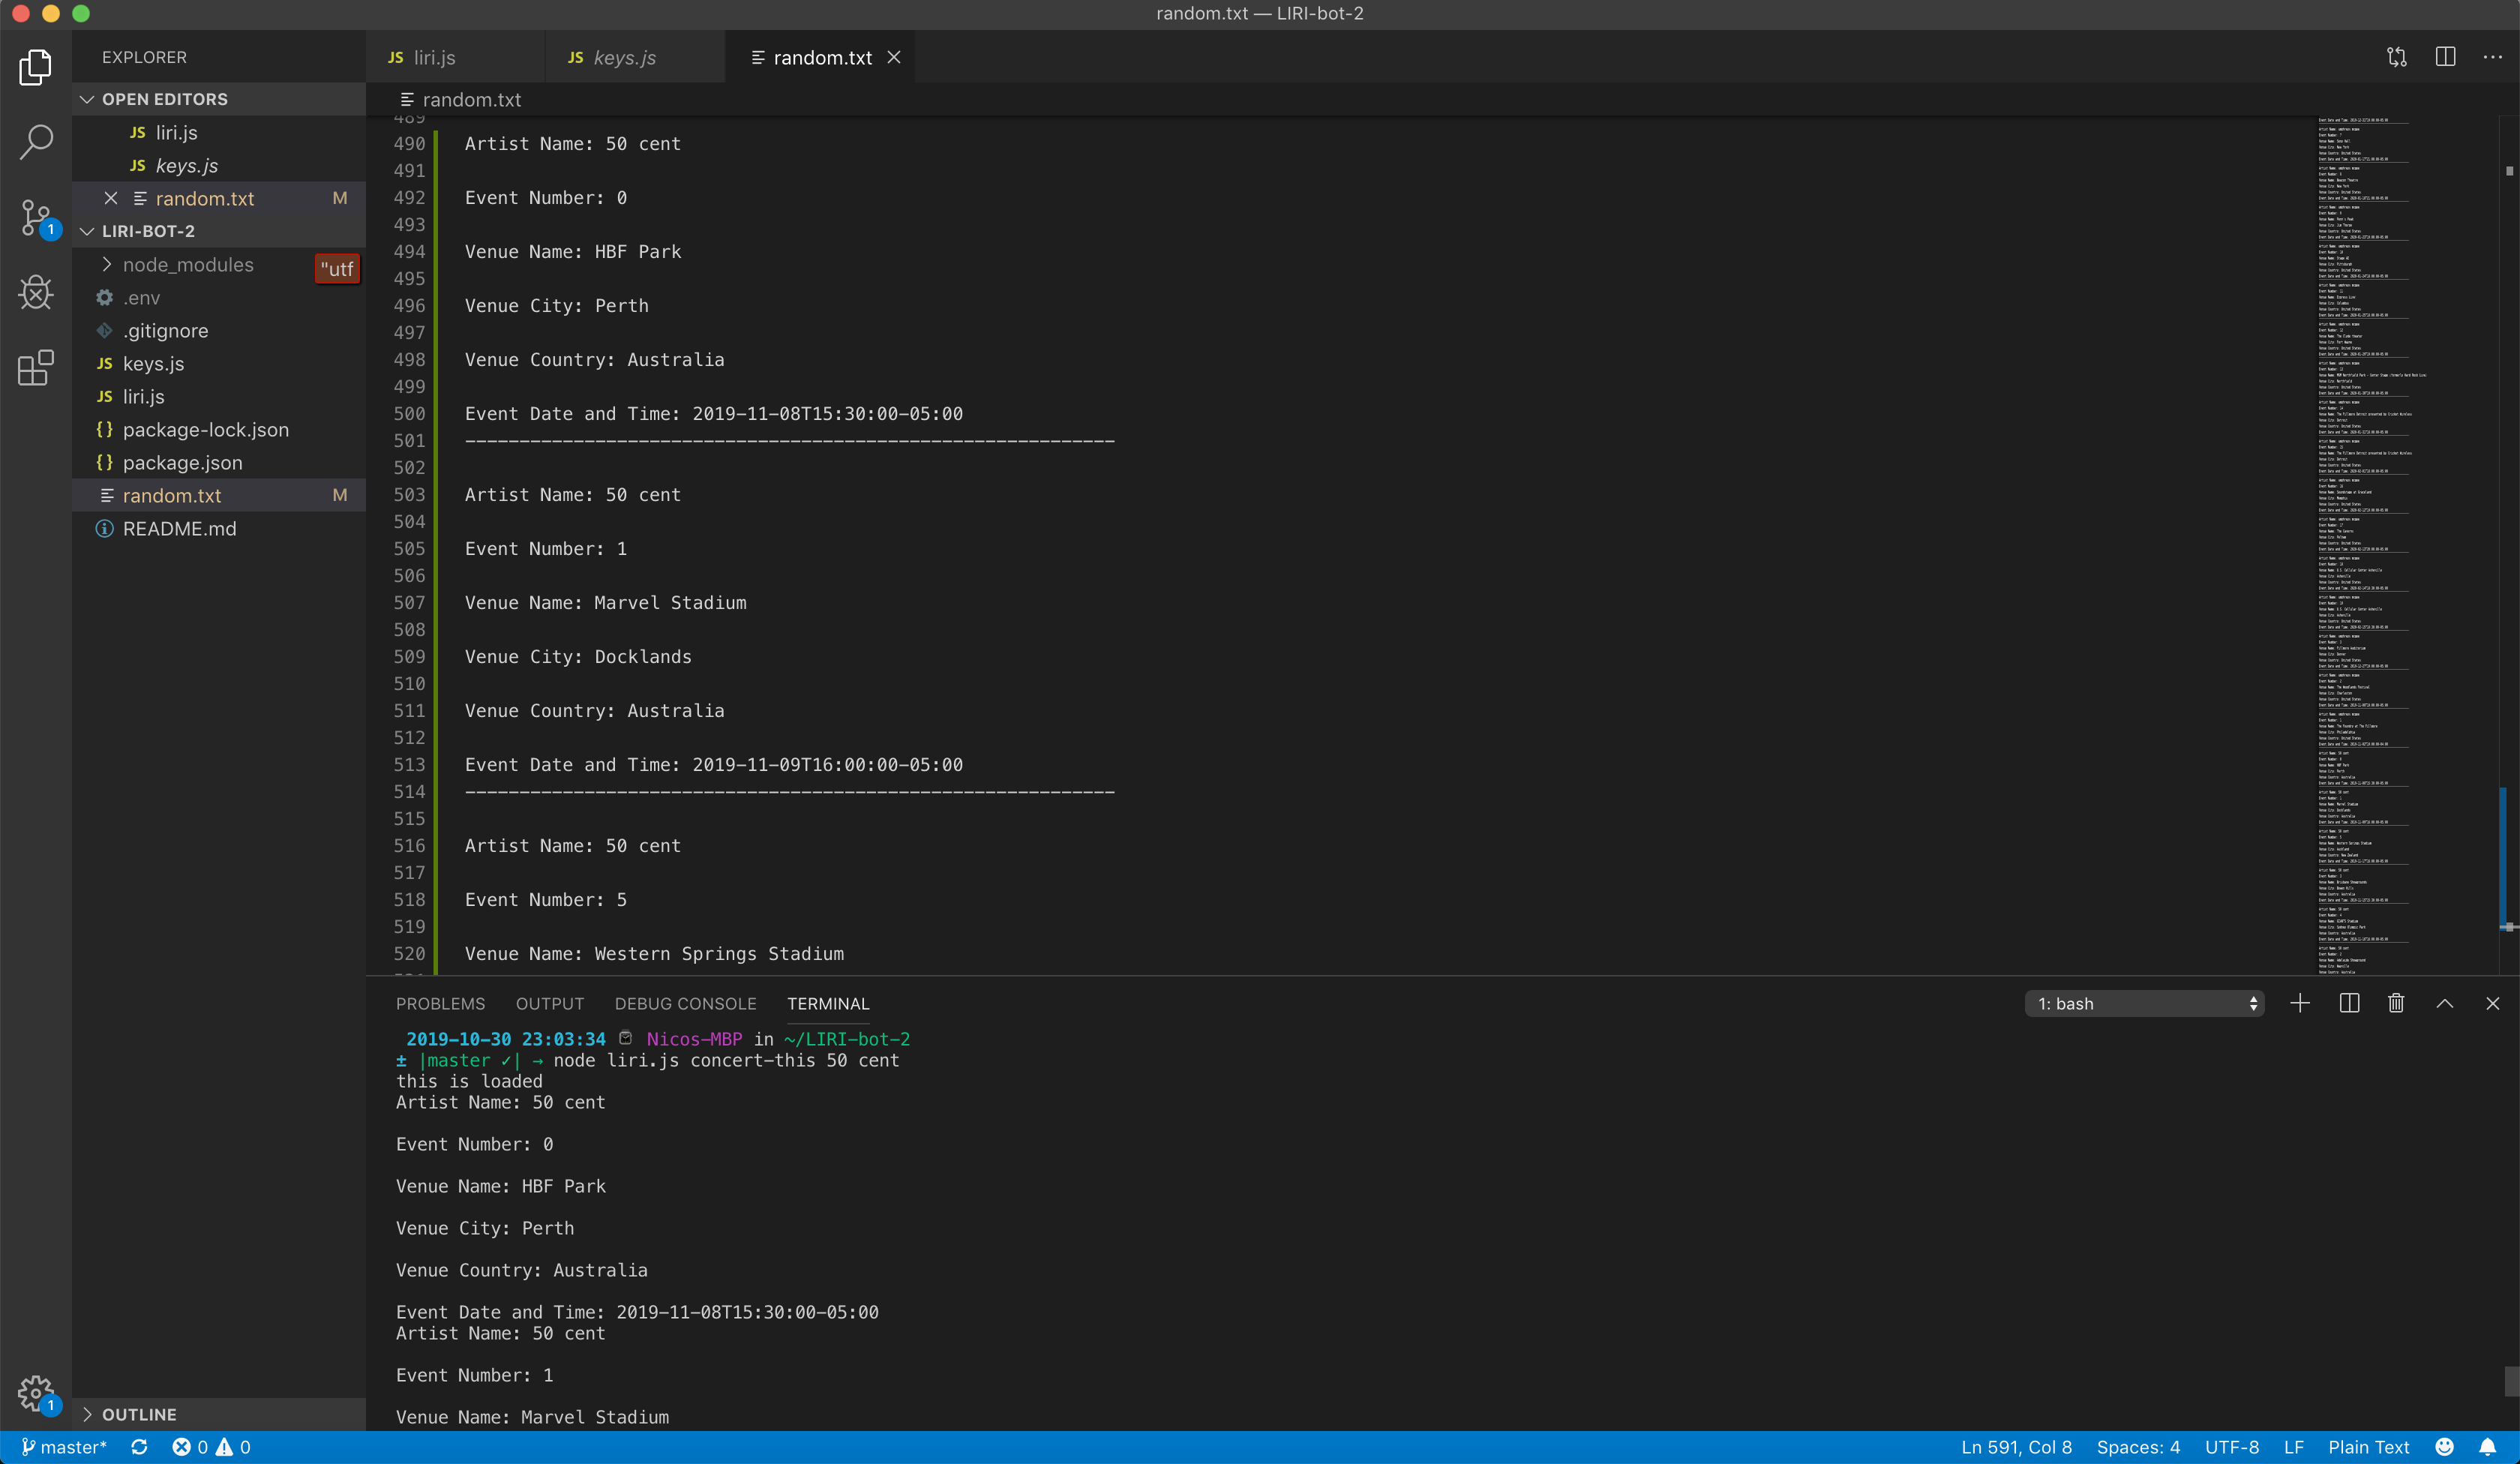 random.txt — LIRI-bot-2
EXPLORER
OPEN EDITORS
JS liri.js
JS keys.js
random.txt M
LIRI-BOT-2
node_modules
"utf
.env
.gitignore
JS keys.js
JS liri.js
{} package-lock.json
{} package.json
random.txt M
README.md
OUTLINE
1
1
JS liri.js
JS keys.js
random.txt
random.txt
489
490 Artist Name: 50 cent
491
492 Event Number: 0
493
494 Venue Name: HBF Park
495
496 Venue City: Perth
497
498 Venue Country: Australia
499
500 Event Date and Time: 2019-11-08T15:30:00-05:00
501 ------------------------------------------------------------
502
503 Artist Name: 50 cent
504
505 Event Number: 1
506
507 Venue Name: Marvel Stadium
508
509 Venue City: Docklands
510
511 Venue Country: Australia
512
513 Event Date and Time: 2019-11-09T16:00:00-05:00
514 ------------------------------------------------------------
515
516 Artist Name: 50 cent
517
518 Event Number: 5
519
520 Venue Name: Western Springs Stadium
PROBLEMS OUTPUT DEBUG CONSOLE TERMINAL
1: bash
2019-10-30 23:03:34 Nicos-MBP in ~/LIRI-bot-2
± |master ✓| → node liri.js concert-this 50 cent
this is loaded
Artist Name: 50 cent
Event Number: 0
Venue Name: HBF Park
Venue City: Perth
Venue Country: Australia
Event Date and Time: 2019-11-08T15:30:00-05:00
Artist Name: 50 cent
Event Number: 1
Venue Name: Marvel Stadium
master* 0 0
Ln 591, Col 8 Spaces: 4 UTF-8 LF Plain Text